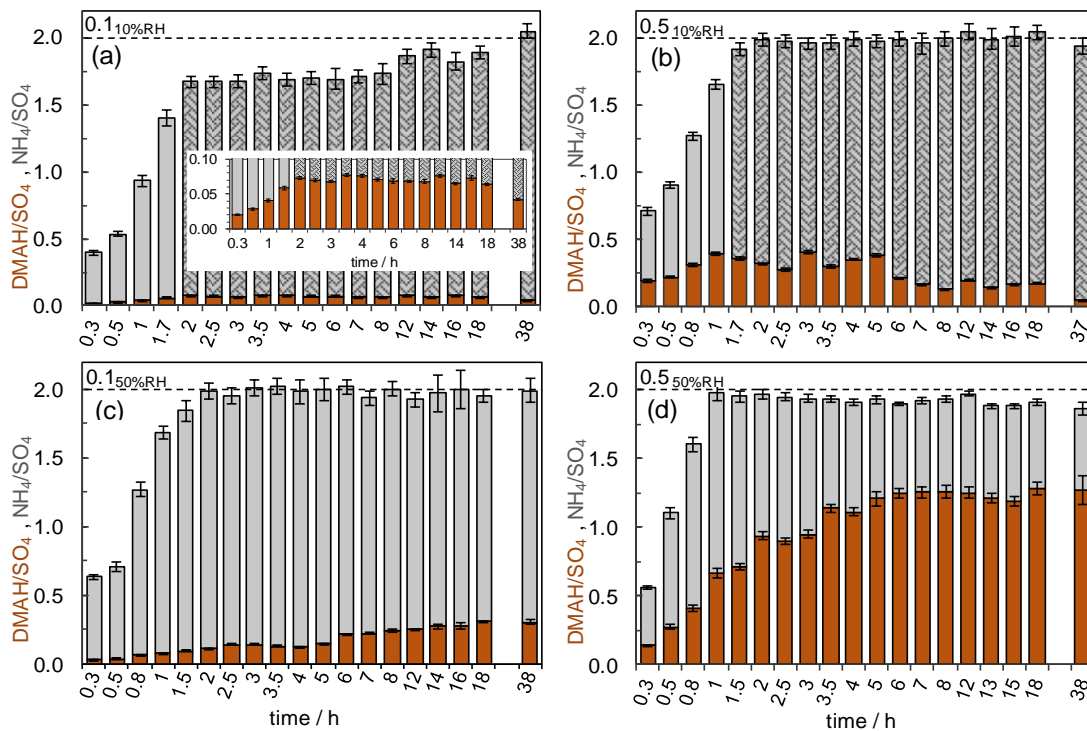 0.1₁₀%RH
(a)
2.0
1.5
1.0
0.5
0.0
DMAH/SO₄ , NH₄/SO₄
0.10
0.05
0.00
0.3 1 2 3 4 6 8 14 18 38
time / h
0.3 0.5 1 1.7 2 2.5 3 3.5 4 5 6 7 8 12 14 16 18 38
0.5₁₀%RH
(b)
2.0
1.5
1.0
0.5
0.0
DMAH/SO₄ , NH₄/SO₄
0.3 0.5 0.8 1 1.7 2 2.5 3 3.5 4 5 6 7 8 12 14 16 18 37
0.1₅₀%RH
(c)
2.0
1.5
1.0
0.5
0.0
DMAH/SO₄ , NH₄/SO₄
0.3 0.5 0.8 1 1.5 2 2.5 3 3.5 4 5 6 7 8 12 14 16 18 38
time / h
0.5₅₀%RH
(d)
2.0
1.5
1.0
0.5
0.0
DMAH/SO₄ , NH₄/SO₄
0.3 0.5 0.8 1 1.5 2 2.5 3 3.5 4 5 6 7 8 12 13 15 18 38
time / h